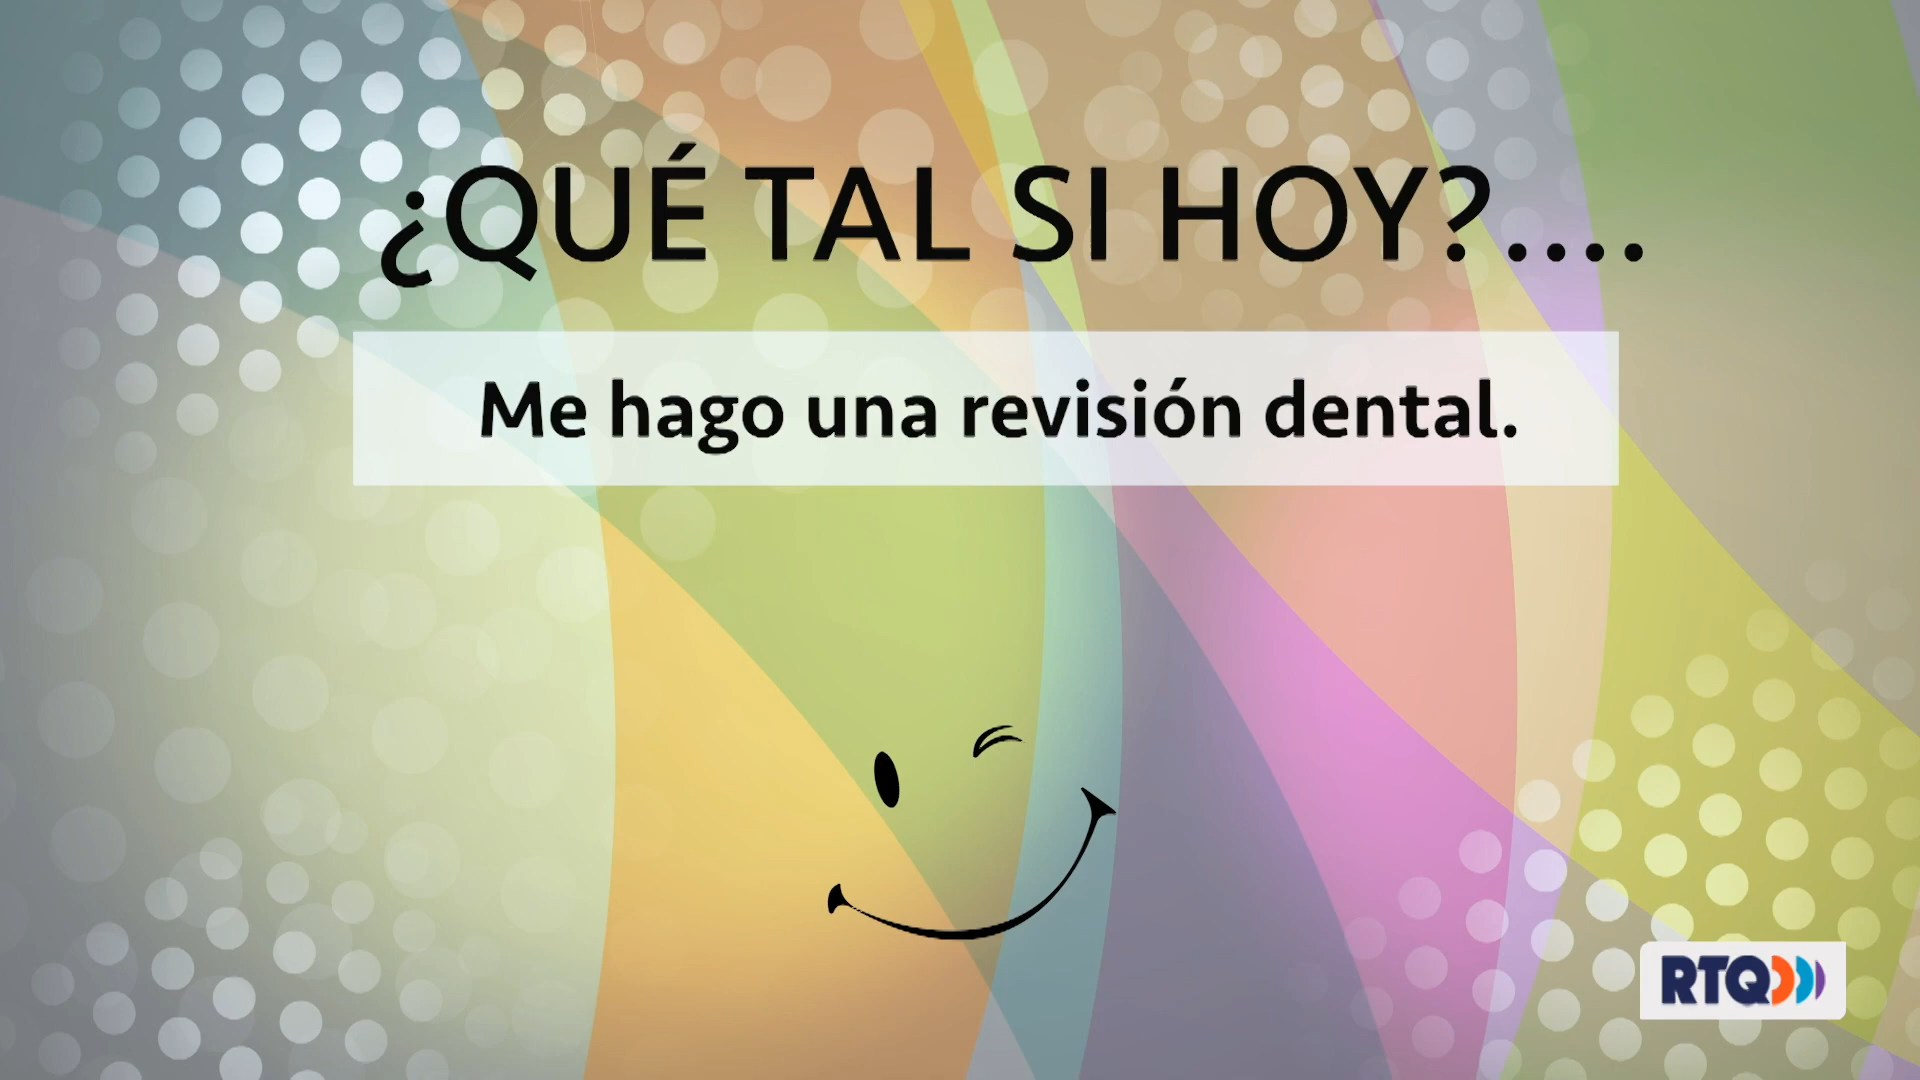 ¿QUÉ TAL SI HOY?....
Me hago una revisión dental.
RTQ